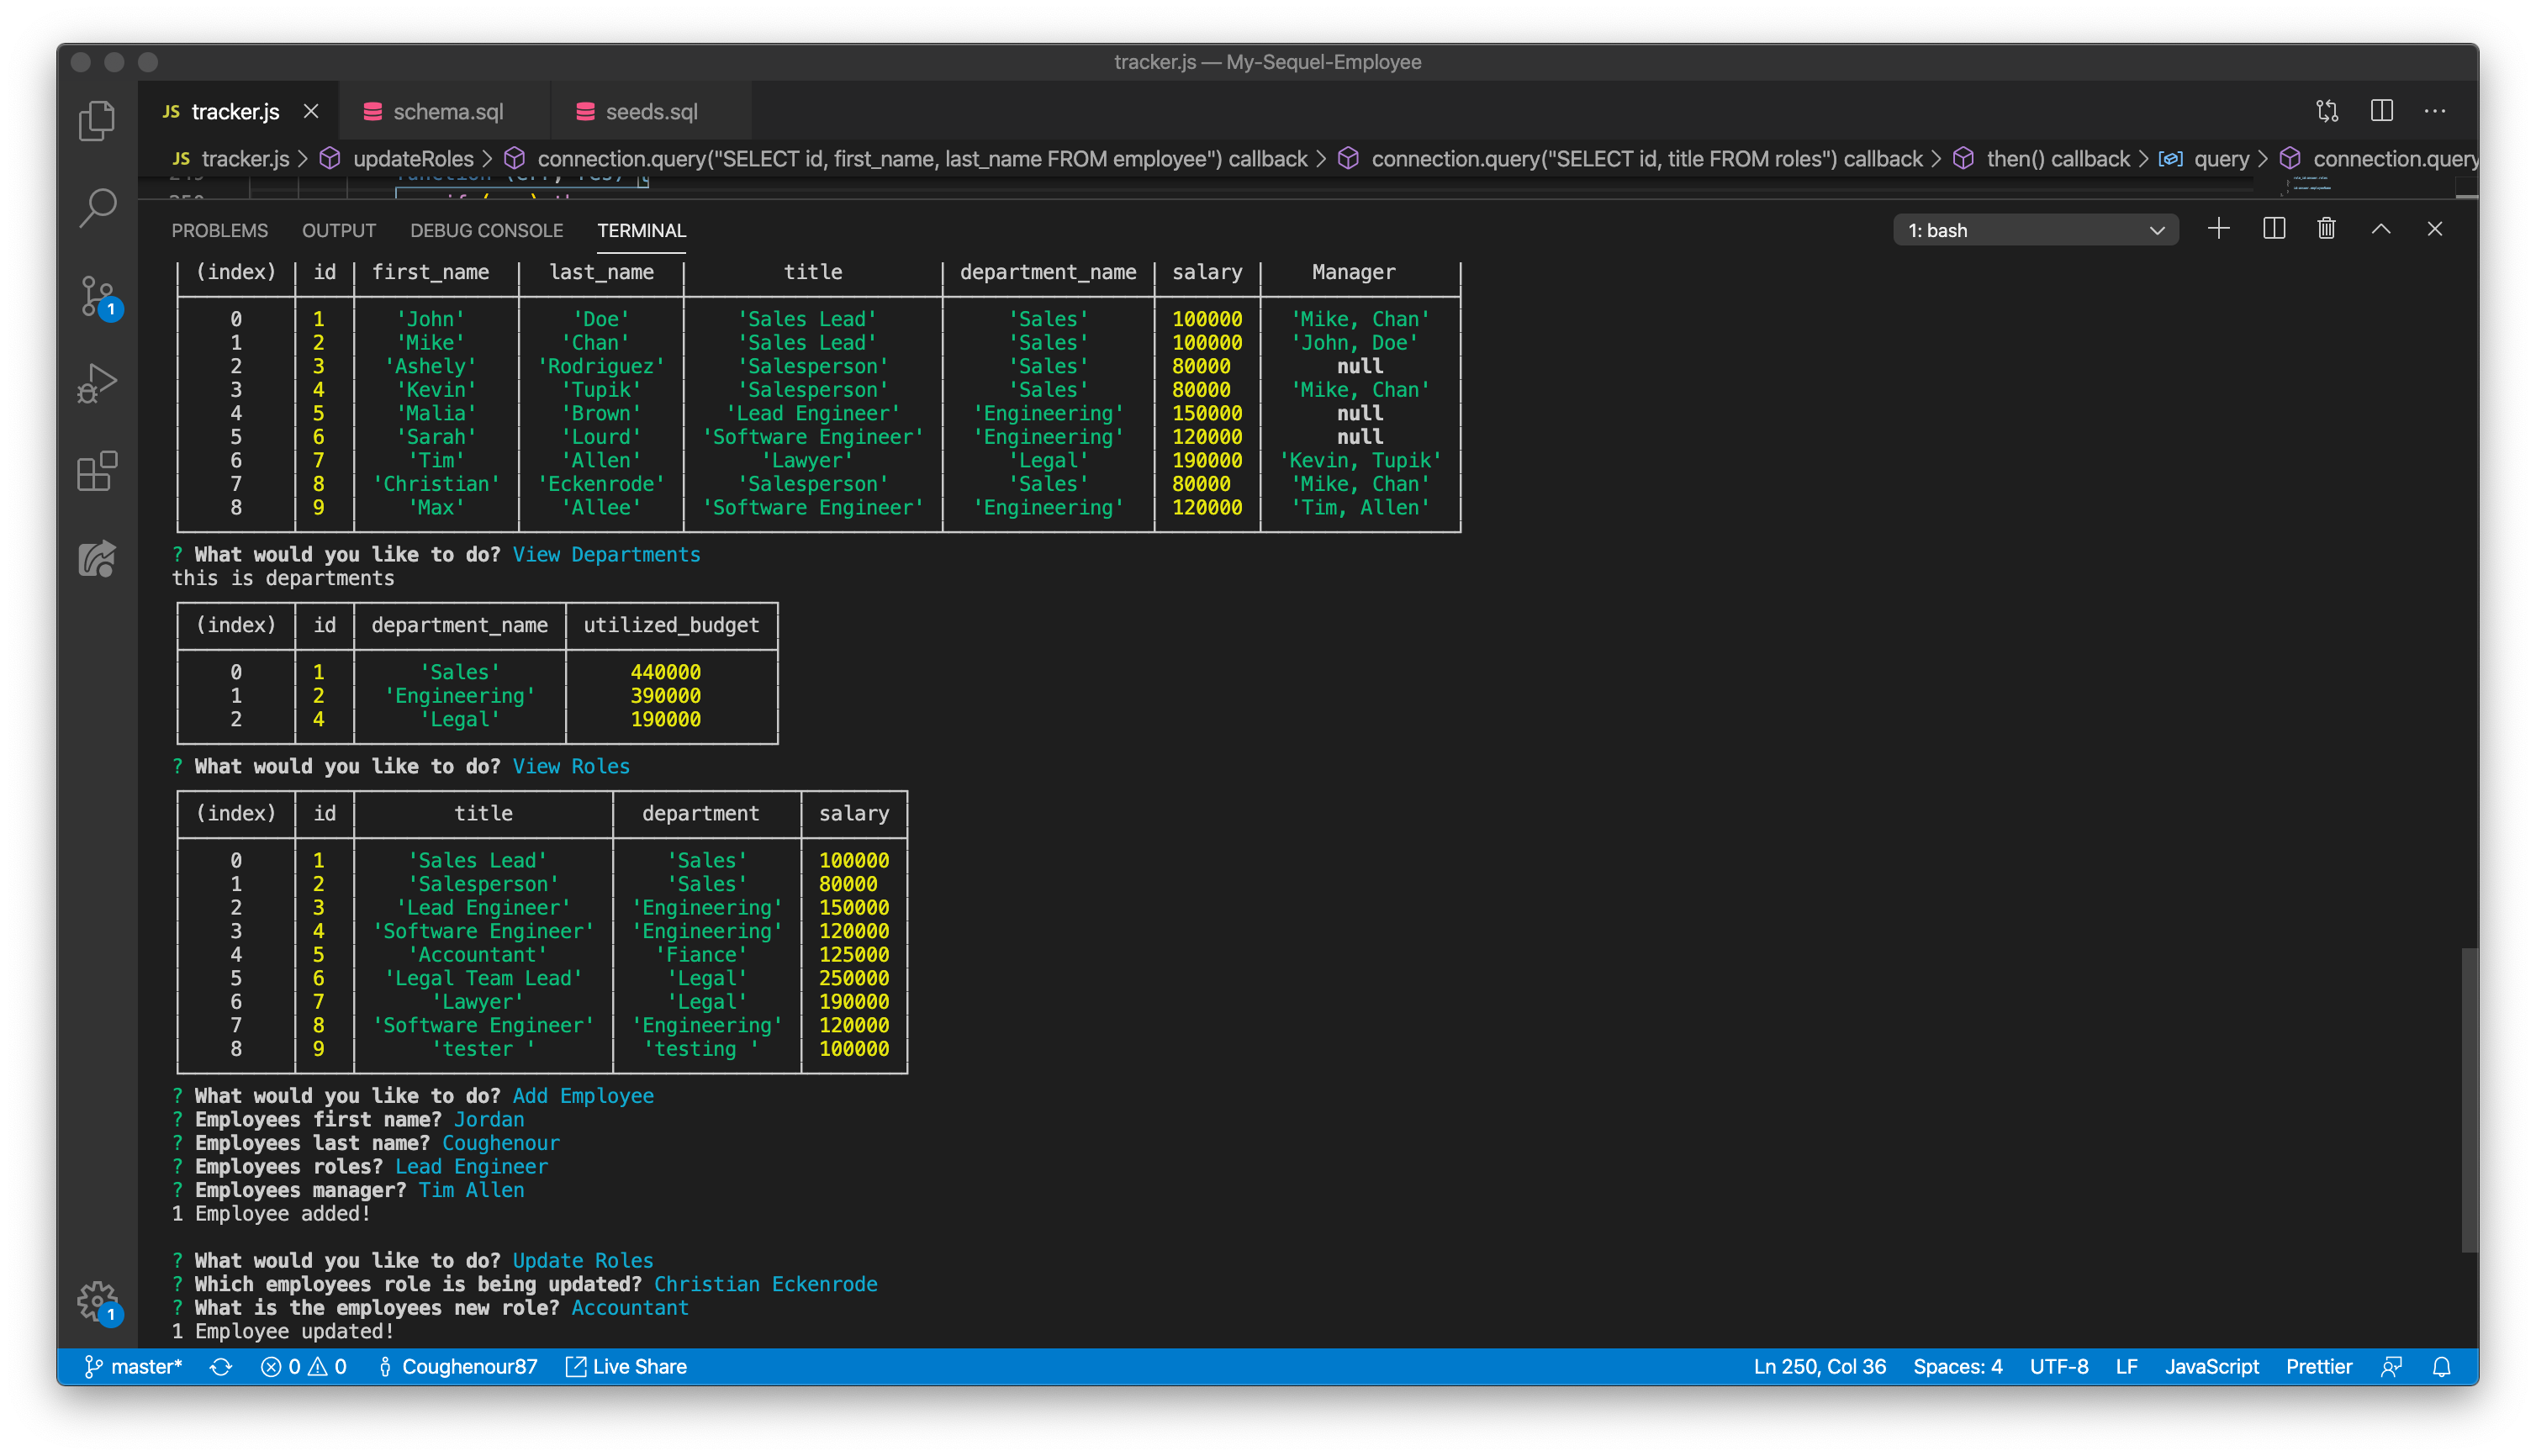 tracker.js — My-Sequel-Employee
JS tracker.js schema.sql seeds.sql
JS tracker.js > updateRoles > connection.query("SELECT id, first_name, last_name FROM employee") callback > connection.query("SELECT id, title FROM roles") callback > then() callback > query > connection.query
PROBLEMS OUTPUT DEBUG CONSOLE TERMINAL 1: bash
(index) id first_name last_name title department_name salary Manager
0 1 'John' 'Doe' 'Sales Lead' 'Sales' 100000 'Mike, Chan'
1 2 'Mike' 'Chan' 'Sales Lead' 'Sales' 100000 'John, Doe'
2 3 'Ashely' 'Rodriguez' 'Salesperson' 'Sales' 80000 null
3 4 'Kevin' 'Tupik' 'Salesperson' 'Sales' 80000 'Mike, Chan'
4 5 'Malia' 'Brown' 'Lead Engineer' 'Engineering' 150000 null
5 6 'Sarah' 'Lourd' 'Software Engineer' 'Engineering' 120000 null
6 7 'Tim' 'Allen' 'Lawyer' 'Legal' 190000 'Kevin, Tupik'
7 8 'Christian' 'Eckenrode' 'Salesperson' 'Sales' 80000 'Mike, Chan'
8 9 'Max' 'Allee' 'Software Engineer' 'Engineering' 120000 'Tim, Allen'
? What would you like to do? View Departments
this is departments
(index) id department_name utilized_budget
0 1 'Sales' 440000
1 2 'Engineering' 390000
2 4 'Legal' 190000
? What would you like to do? View Roles
(index) id title department salary
0 1 'Sales Lead' 'Sales' 100000
1 2 'Salesperson' 'Sales' 80000
2 3 'Lead Engineer' 'Engineering' 150000
3 4 'Software Engineer' 'Engineering' 120000
4 5 'Accountant' 'Fiance' 125000
5 6 'Legal Team Lead' 'Legal' 250000
6 7 'Lawyer' 'Legal' 190000
7 8 'Software Engineer' 'Engineering' 120000
8 9 'tester ' 'testing ' 100000
? What would you like to do? Add Employee
? Employees first name? Jordan
? Employees last name? Coughenour
? Employees roles? Lead Engineer
? Employees manager? Tim Allen
1 Employee added!
? What would you like to do? Update Roles
? Which employees role is being updated? Christian Eckenrode
? What is the employees new role? Accountant
1 Employee updated!
1
1
master* 0 0 Coughenour87 Live Share Ln 250, Col 36 Spaces: 4 UTF-8 LF JavaScript Prettier